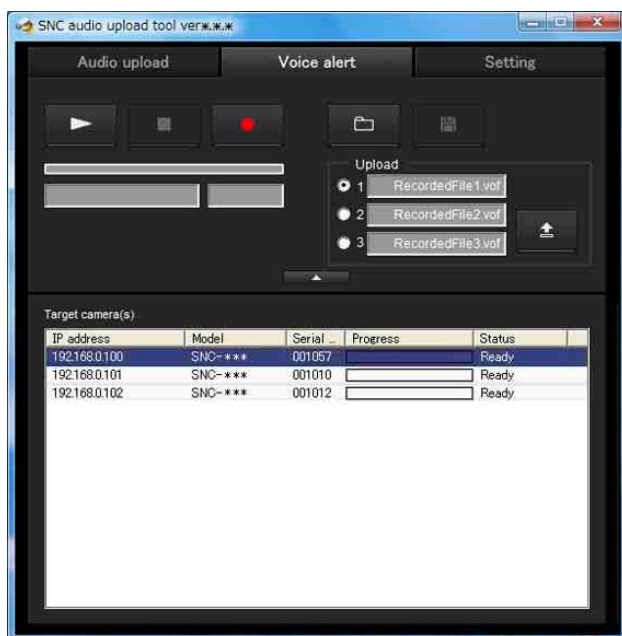 SNC audio upload tool ver*.*.*
Audio upload Voice alert Setting
Upload
1 RecordedFile1.vof
2 RecordedFile2.vof
3 RecordedFile3.vof
Target camera(s)
IP address Model Serial ... Progress Status
192.168.0.100 SNC-*** 001057 Ready
192.168.0.101 SNC-*** 001010 Ready
192.168.0.102 SNC-*** 001012 Ready